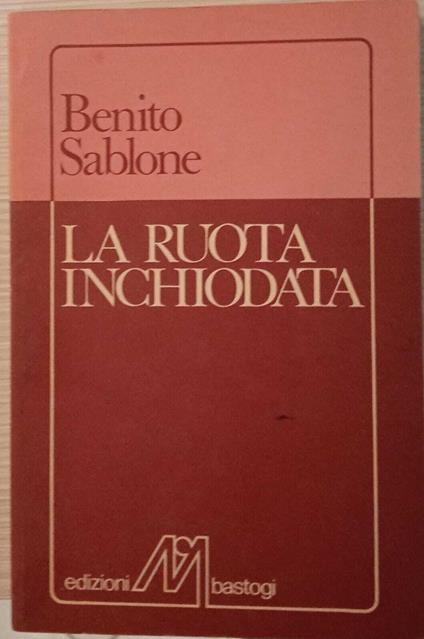 Benito
Sablone
LA RUOTA
INCHIODATA
edizioni bastogi